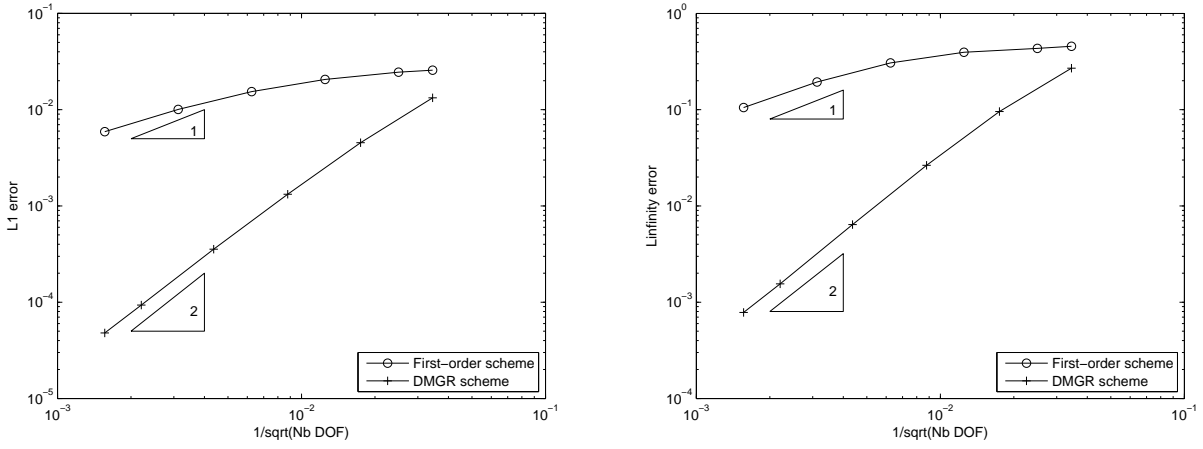 10−1
10−2
10−3
10−4
10−5
L1 error
1
2
First−order scheme
DMGR scheme
10−3
10−2
10−1
1/sqrt(Nb DOF)
100
10−1
10−2
10−3
10−4
Linfinity error
1
2
First−order scheme
DMGR scheme
10−3
10−2
10−1
1/sqrt(Nb DOF)